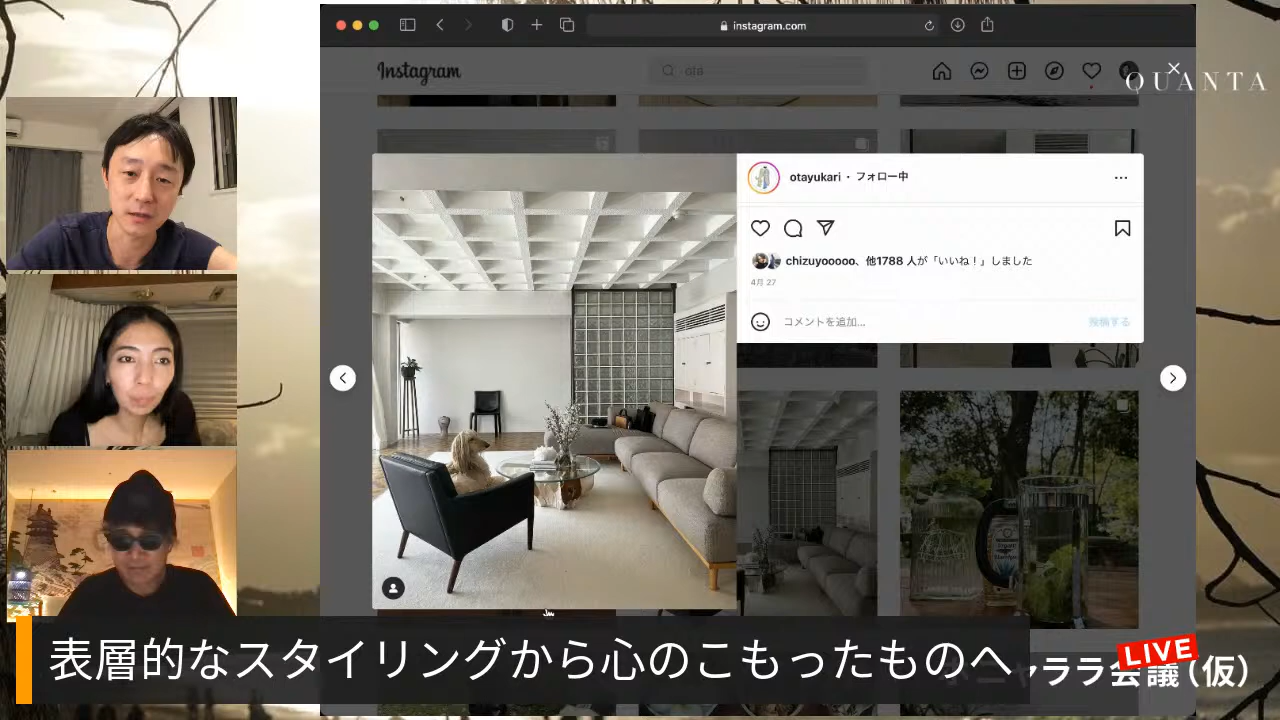 instagram.com
Instagram
ota
QUANTA
otayukari・フォロー中
chizuyooooo、他1788 人が「いいね！」しました
4月 27
コメントを追加...
投稿する
表層的なスタイリングから心のこもったものへ
LIVE
ララ会議（仮）